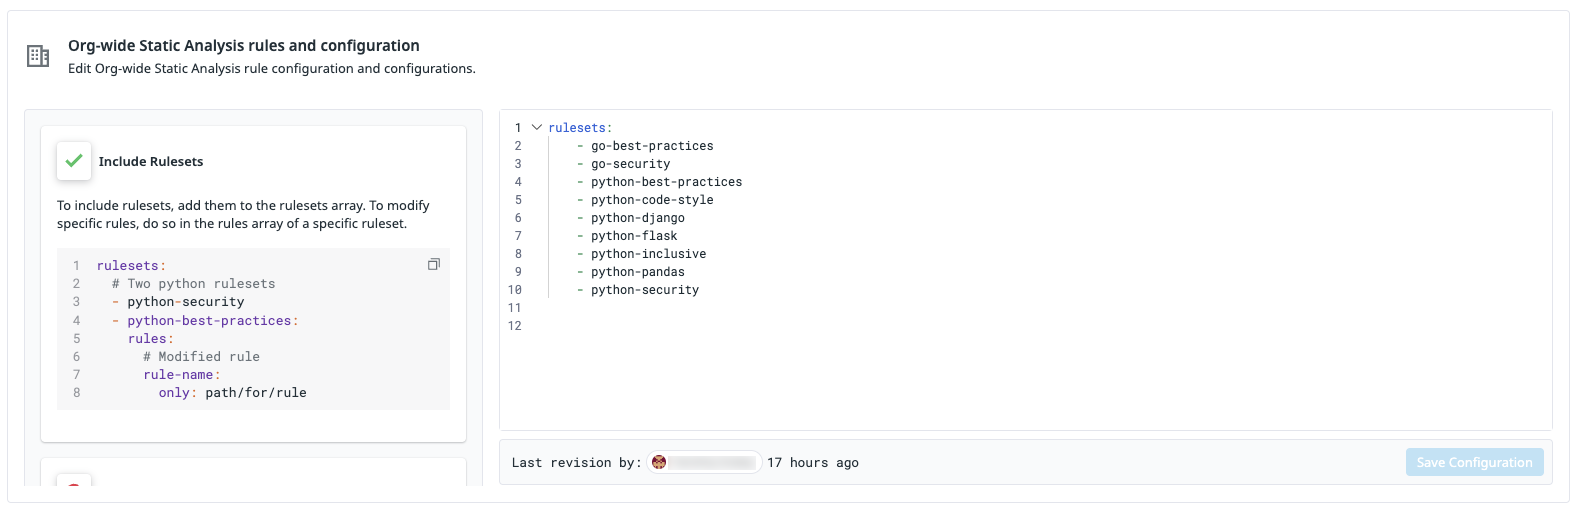 Org-wide Static Analysis rules and configuration
Edit Org-wide Static Analysis rule configuration and configurations.
Include Rulesets
To include rulesets, add them to the rulesets array. To modify
specific rules, do so in the rules array of a specific ruleset.
1 rulesets:
2 # Two python rulesets
3 - python-security
4 - python-best-practices:
5 rules:
6 # Modified rule
7 rule-name:
8 only: path/for/rule
1 rulesets:
2 - go-best-practices
3 - go-security
4 - python-best-practices
5 - python-code-style
6 - python-django
7 - python-flask
8 - python-inclusive
9 - python-pandas
10 - python-security
11
12
Last revision by: 17 hours ago
Save Configuration